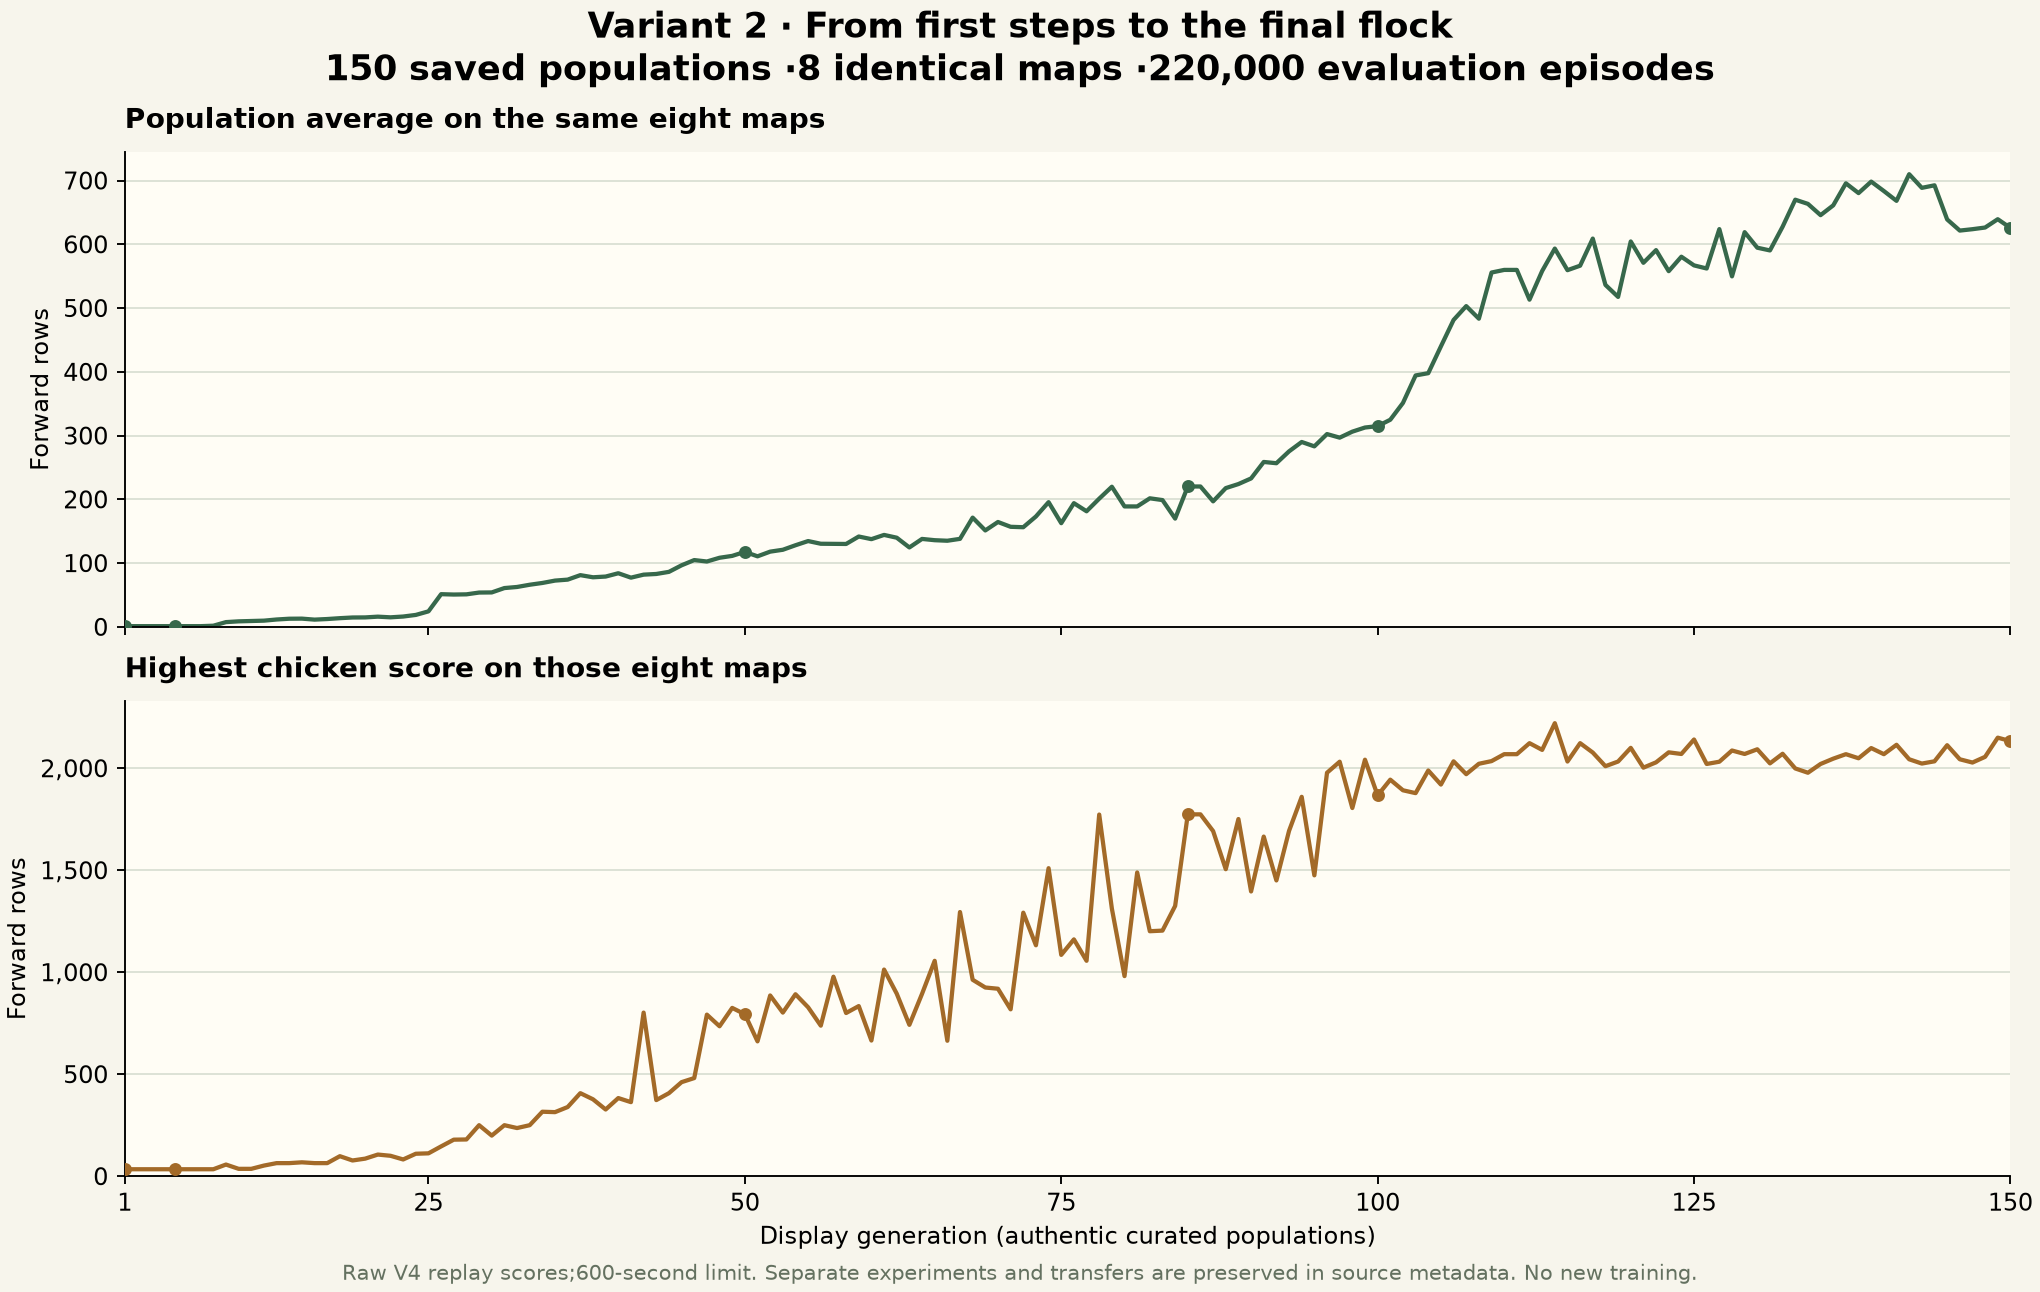 Variant 2 · From first steps to the final flock
150 saved populations ·8 identical maps ·220,000 evaluation episodes
Population average on the same eight maps
Forward rows
700
600
500
400
300
200
100
0
Highest chicken score on those eight maps
Forward rows
2,000
1,500
1,000
500
0
1 25 50 75 100 125 150
Display generation (authentic curated populations)
Raw V4 replay scores;600-second limit. Separate experiments and transfers are preserved in source metadata. No new training.